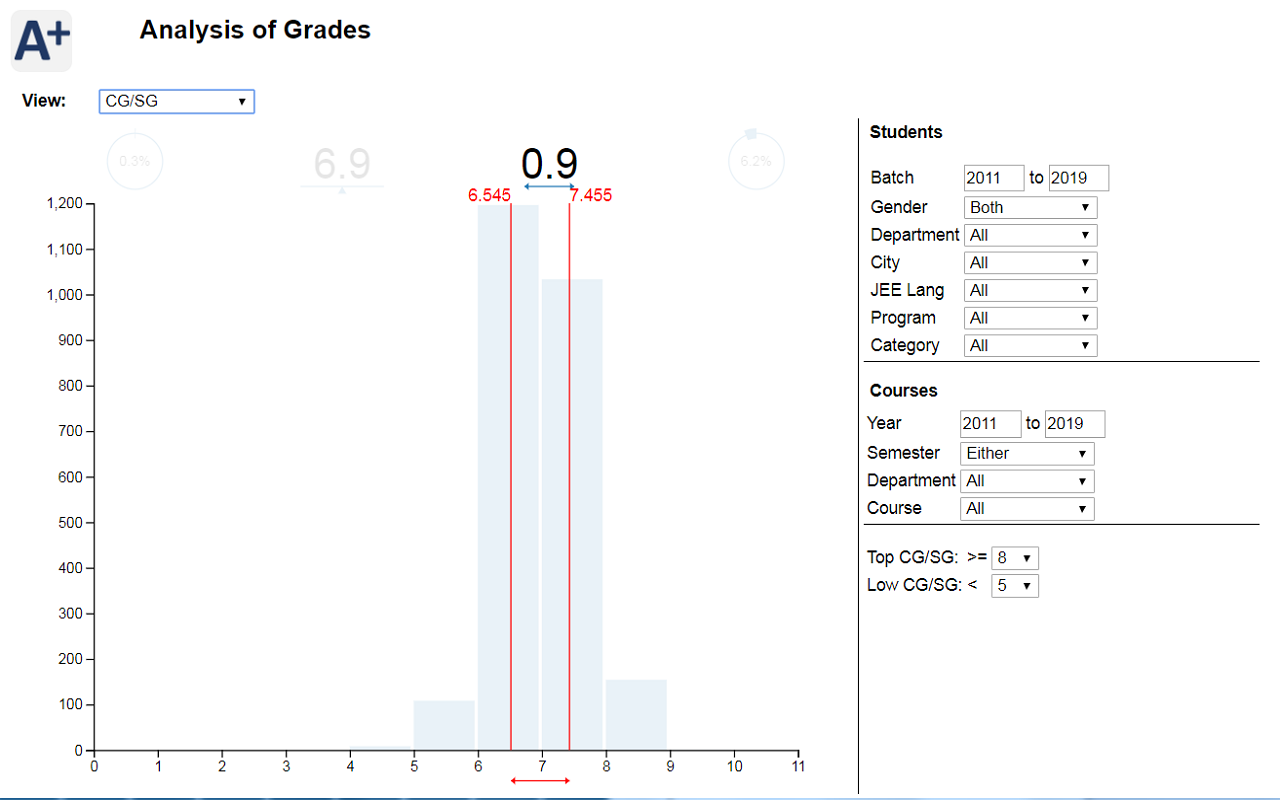 A+
Analysis of Grades
View: CG/SG
0.3%
6.9
0.9
6.2%
6.545
7.455
1,200
1,100
1,000
900
800
700
600
500
400
300
200
100
0
0 1 2 3 4 5 6 7 8 9 10 11
Students
Batch 2011 to 2019
Gender Both
Department All
City All
JEE Lang All
Program All
Category All
Courses
Year 2011 to 2019
Semester Either
Department All
Course All
Top CG/SG: >= 8
Low CG/SG: < 5